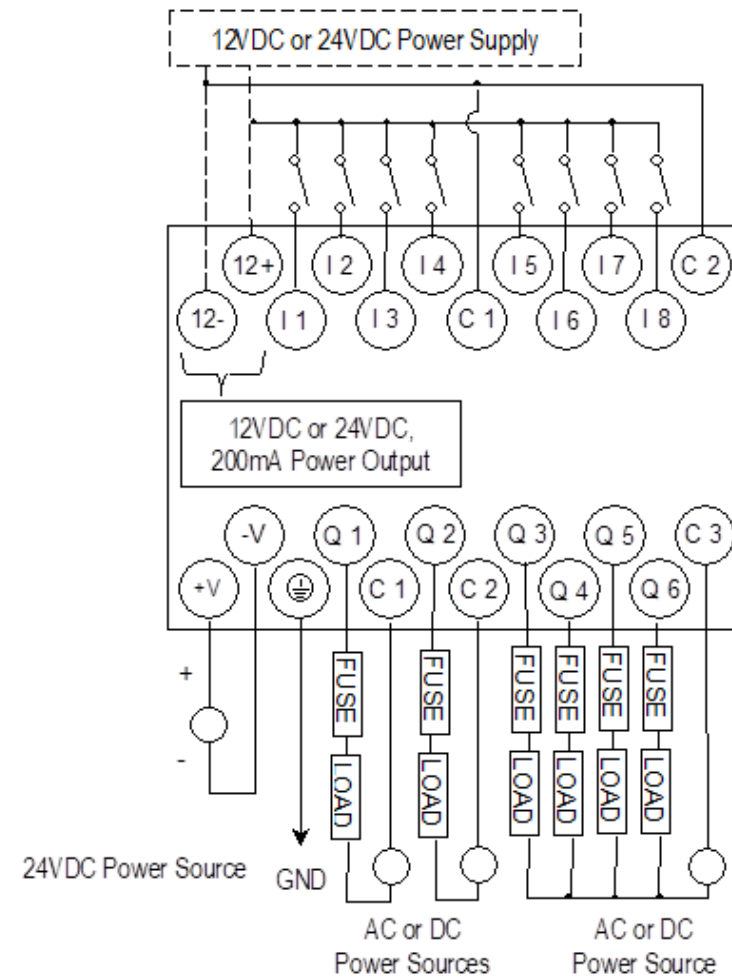 12VDC or 24VDC Power Supply
12+ I 2 I 4 I 5 I 7 C 2
12- I 1 I 3 C 1 I 6 I 8
12VDC or 24VDC,
200mA Power Output
-V Q 1 Q 2 Q 3 Q 5 C 3
+V C 1 C 2 Q 4 Q 6
+
-
FUSE FUSE FUSE FUSE FUSE FUSE
LOAD LOAD LOAD LOAD LOAD LOAD
24VDC Power Source
GND
AC or DC
Power Sources
AC or DC
Power Source